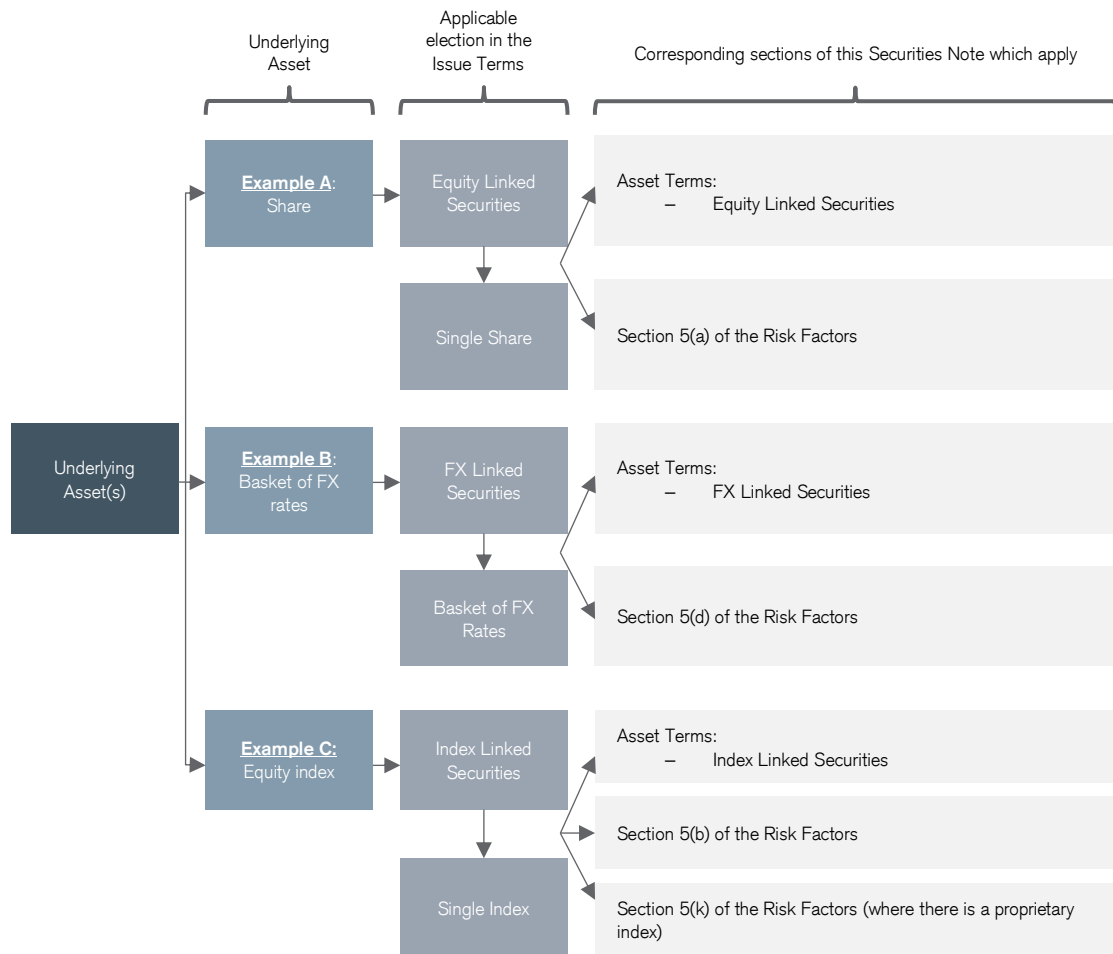 Underlying
Asset
Applicable
election in the
Issue Terms
Corresponding sections of this Securities Note which apply
Underlying
Asset(s)
Example A:
Share
Equity Linked
Securities
Single Share
Asset Terms:
– Equity Linked Securities
Section 5(a) of the Risk Factors
Example B:
Basket of FX
rates
FX Linked
Securities
Basket of FX
Rates
Asset Terms:
– FX Linked Securities
Section 5(d) of the Risk Factors
Example C:
Equity index
Index Linked
Securities
Single Index
Asset Terms:
– Index Linked Securities
Section 5(b) of the Risk Factors
Section 5(k) of the Risk Factors (where there is a proprietary
index)